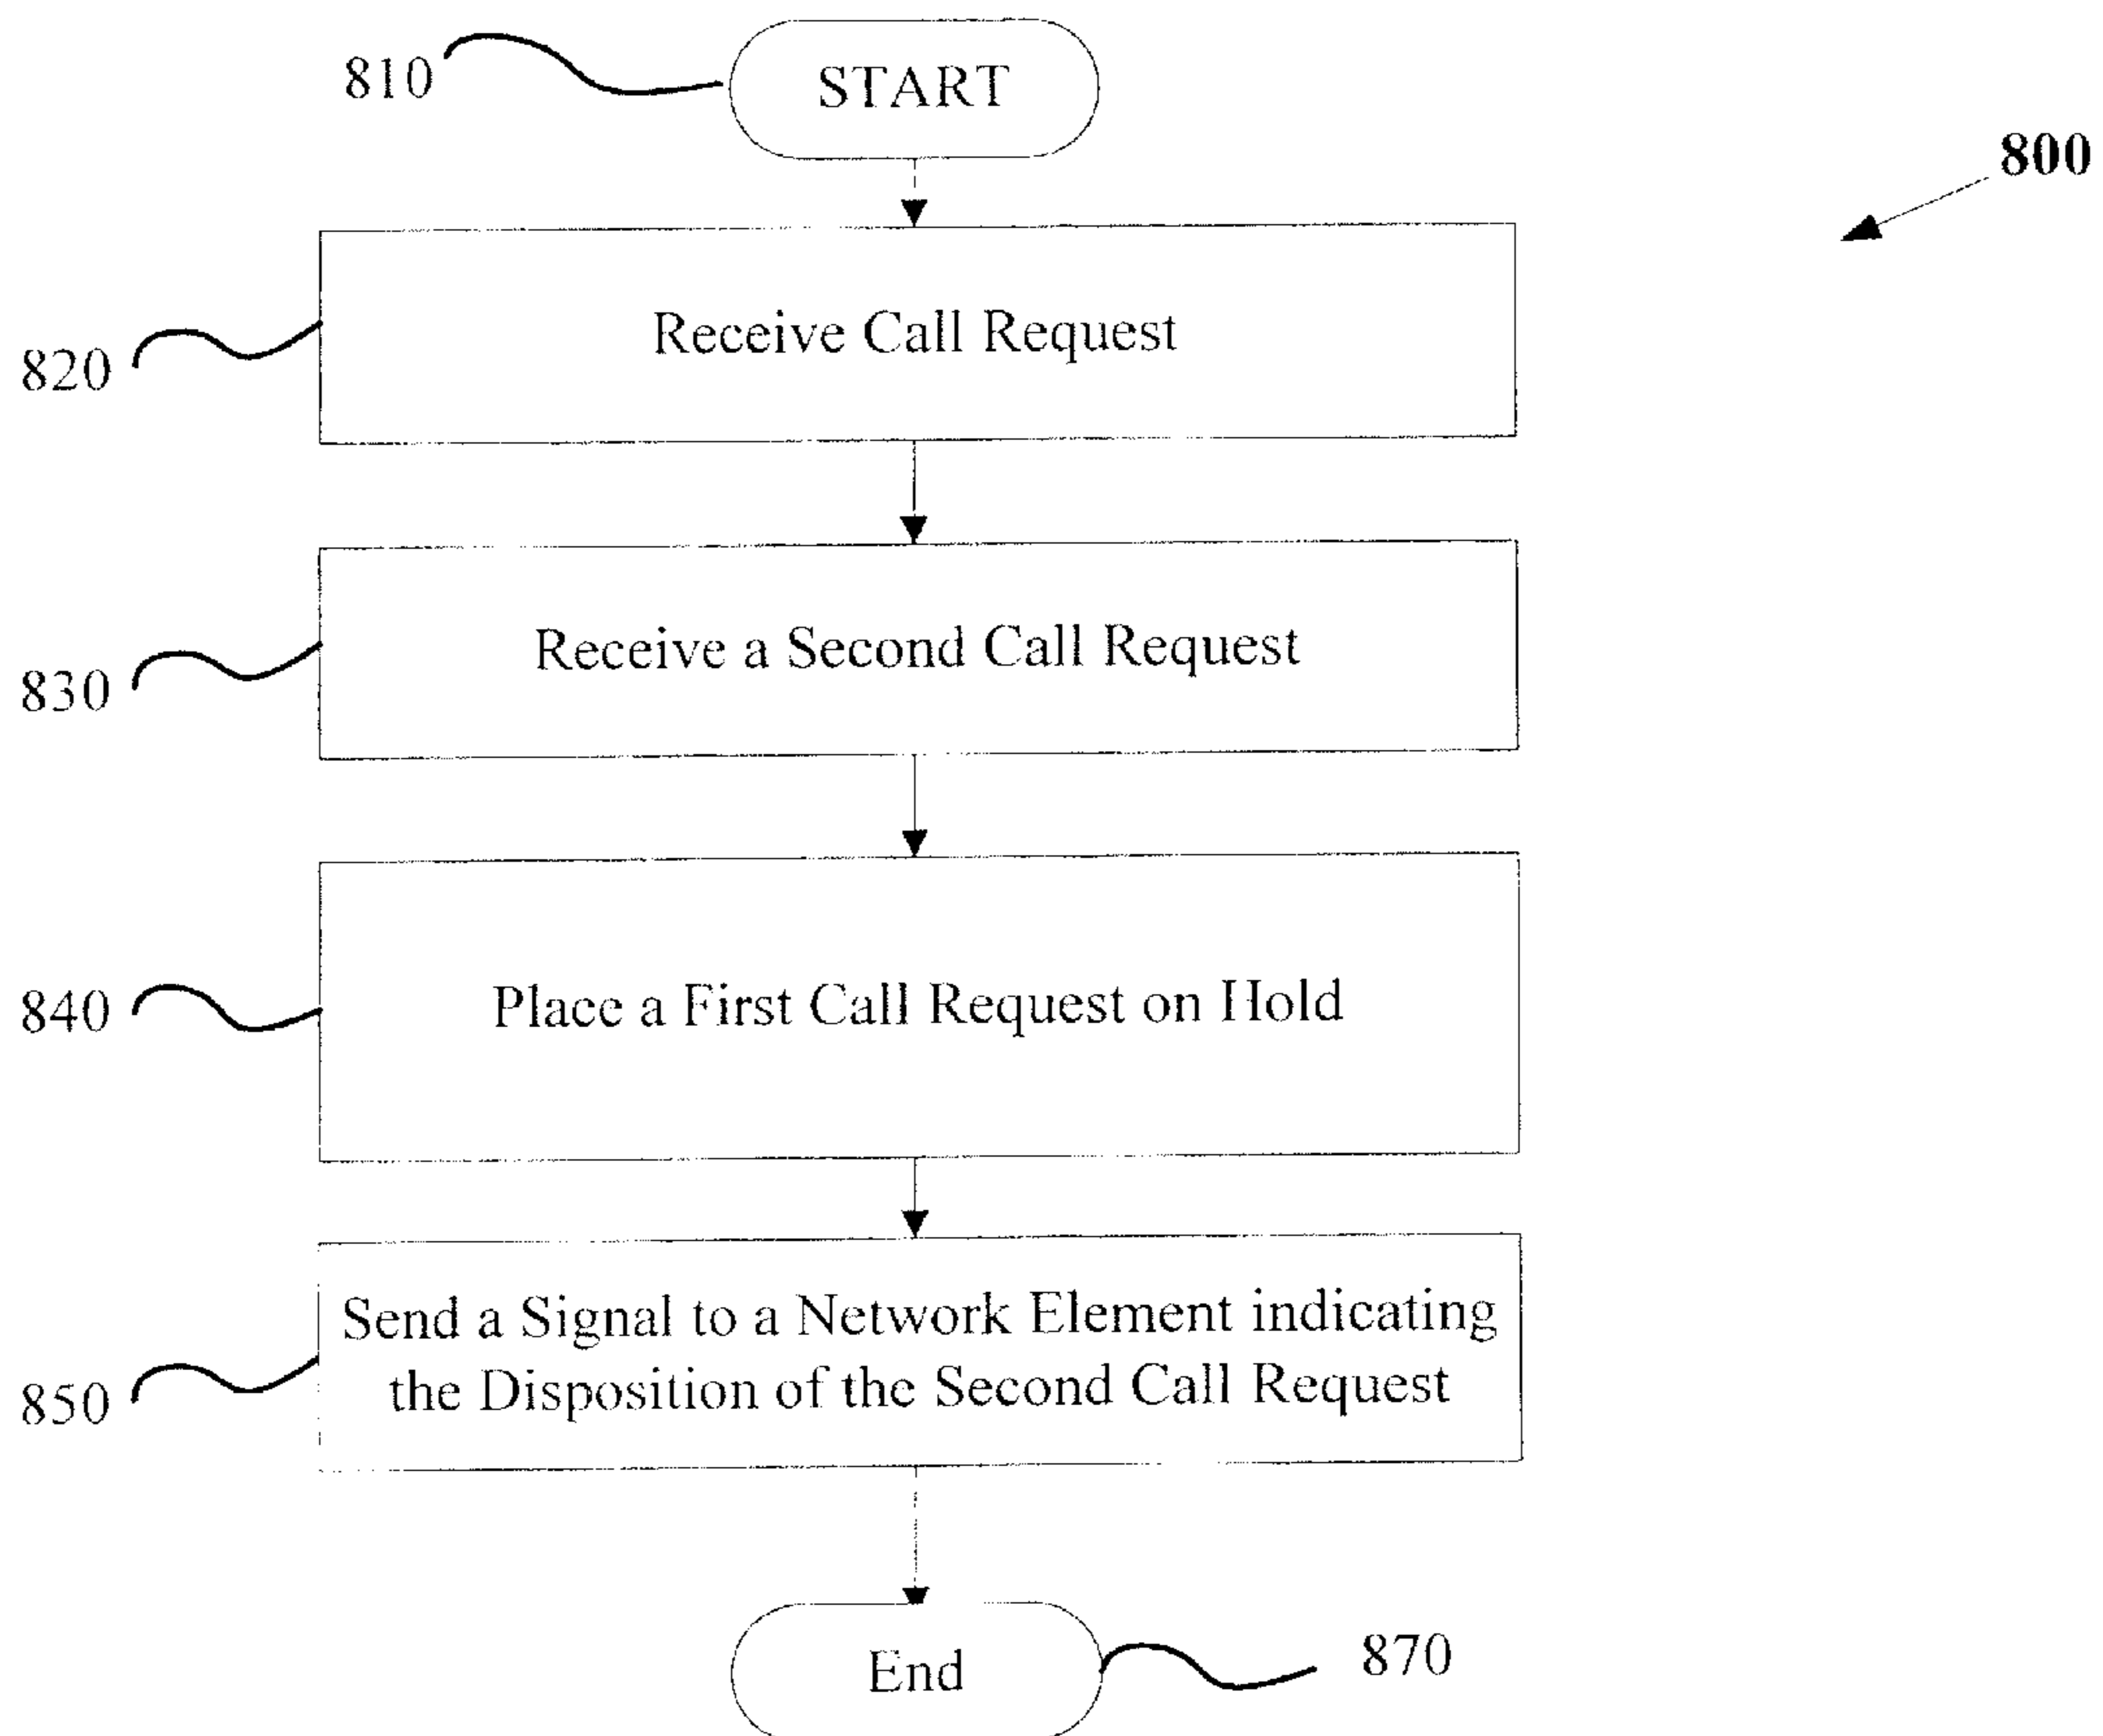 810
START
800
Receive Call Request
820
Receive a Second Call Request
830
Place a First Call Request on Hold
840
Send a Signal to a Network Element indicating
the Disposition of the Second Call Request
850
End
870